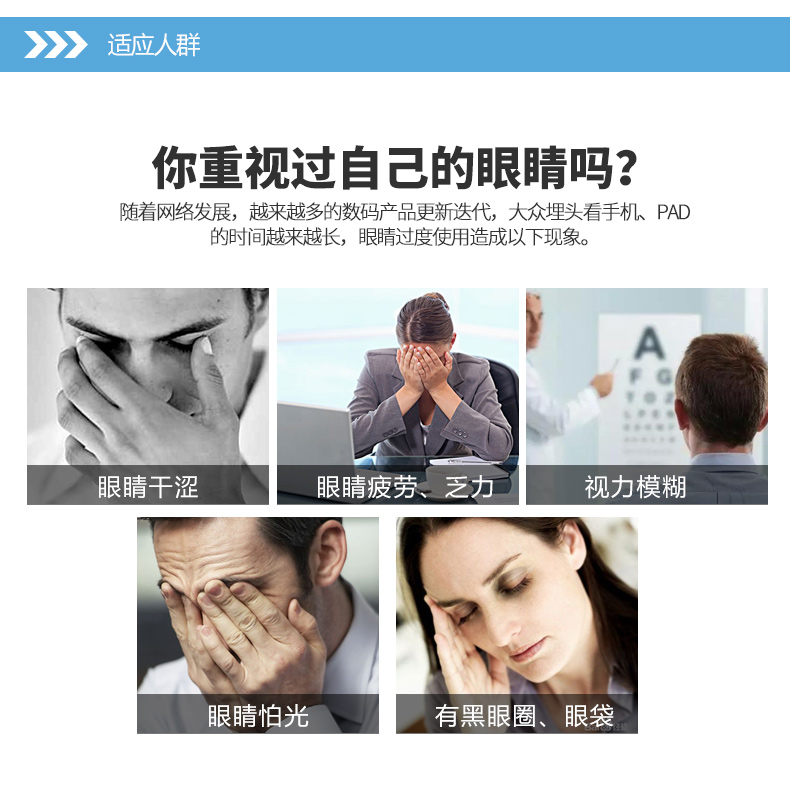 适应人群
你重视过自己的眼睛吗?
随着网络发展，越来越多的数码产品更新迭代，大众埋头看手机、PAD
的时间越来越长，眼睛过度使用造成以下现象。
A
F G
T O Z
L P E
眼睛干涩
眼睛疲劳、乏力
视力模糊
眼睛怕光
有黑眼圈、眼袋